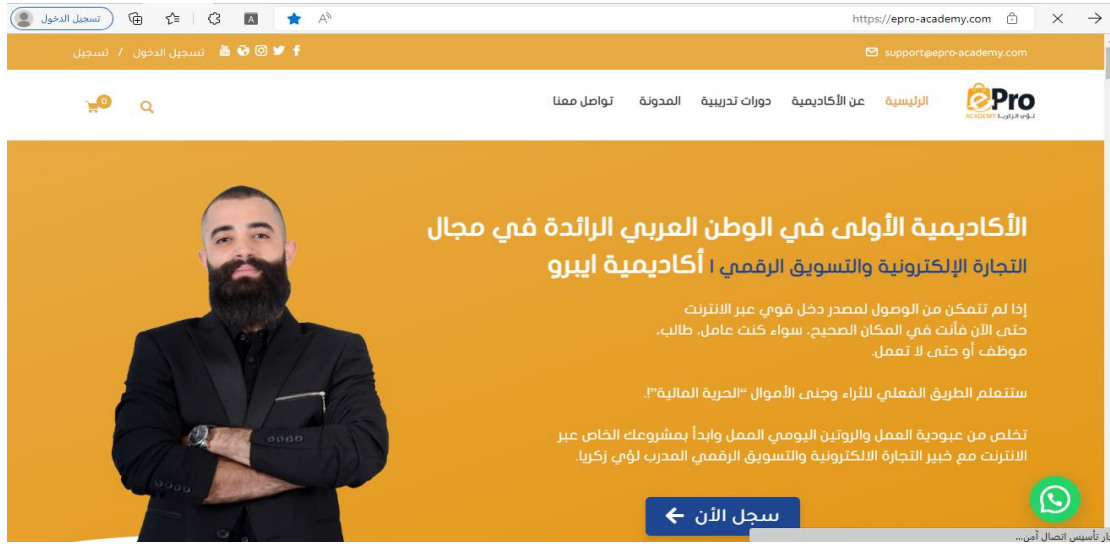 تسجيل الدخول
https://epro-academy.com
support@epro-academy.com
تسجيل الدخول / تسجيل
ePro
ACADEMY لـؤي الزكريـا
الرئيسية
عن الأكاديمية
دورات تدريبية
المدونة
تواصل معنا
0
الأكاديمية الأولى في الوطن العربي الرائدة في مجال
التجارة الإلكترونية والتسويق الرقمي | أكاديمية ايبرو
إذا لم تتمكن من الوصول لمصدر دخل قوي عبر الانترنت
حتى الآن فأنت في المكان الصحيح، سواء كنت عامل، طالب،
موظف أو حتى لا تعمل.
ستتعلم الطريق الفعلي للثراء وجنى الأموال “الحرية المالية”!.
تخلص من عبودية العمل والروتين اليومي الممل وابدأ بمشروعك الخاص عبر
الانترنت مع خبير التجارة الالكترونية والتسويق الرقمي المدرب لؤي زكريا.
سجل الأن
تأسيس اتصال آمن...